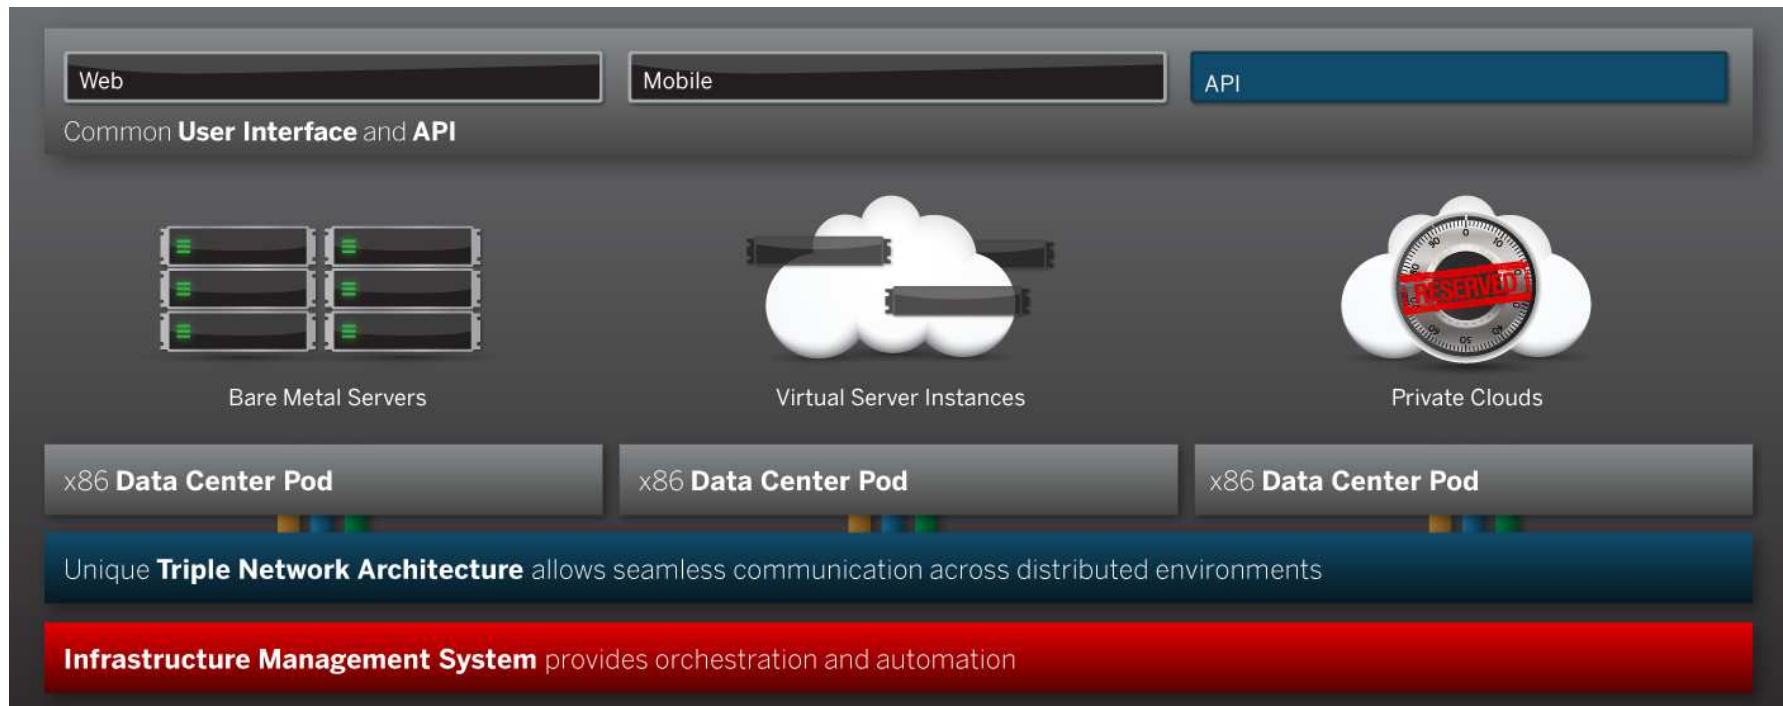 Web
Mobile
API
Common User Interface and API
RESERVED
Bare Metal Servers
Virtual Server Instances
Private Clouds
x86 Data Center Pod
x86 Data Center Pod
x86 Data Center Pod
Unique Triple Network Architecture allows seamless communication across distributed environments
Infrastructure Management System provides orchestration and automation